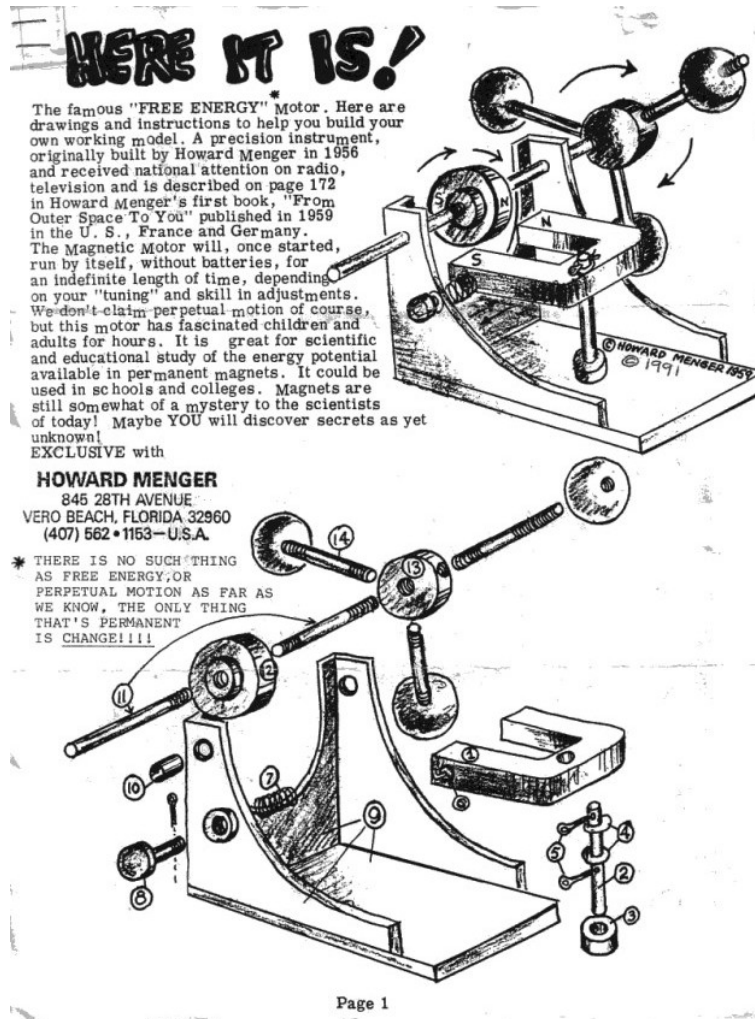 HERE IT IS!
The famous "FREE ENERGY"* Motor. Here are
drawings and instructions to help you build your
own working model. A precision instrument,
originally built by Howard Menger in 1956
and received national attention on radio,
television and is described on page 172
in Howard Menger's first book, "From
Outer Space To You" published in 1959
in the U. S., France and Germany.
The Magnetic Motor will, once started,
run by itself, without batteries, for
an indefinite length of time, depending
on your "tuning" and skill in adjustments.
We don't claim perpetual motion of course,
but this motor has fascinated children and
adults for hours. It is great for scientific
and educational study of the energy potential
available in permanent magnets. It could be
used in schools and colleges. Magnets are
still somewhat of a mystery to the scientists
of today! Maybe YOU will discover secrets as yet
unknown!
EXCLUSIVE with
HOWARD MENGER
845 28TH AVENUE
VERO BEACH, FLORIDA 32960
(407) 562•1153—U.S.A.
* THERE IS NO SUCH THING
AS FREE ENERGY,OR
PERPETUAL MOTION AS FAR AS
WE KNOW, THE ONLY THING
THAT'S PERMANENT
IS CHANGE!!!!
S N
N
S
© HOWARD MENGER 1959
© 1991
14
13
12
11
10
7
1
9
8
5
4
2
3
Page 1